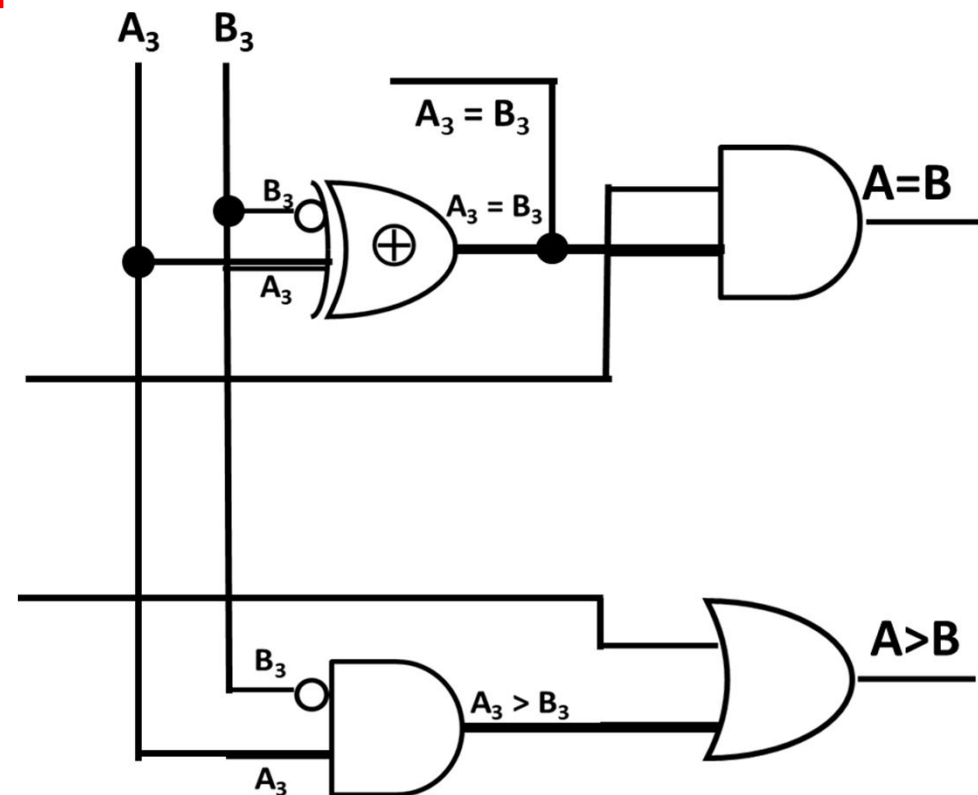 A₃ B₃
A₃ = B₃
B₃
A₃ = B₃
⊕
A=B
A₃
A>B
B₃
A₃ > B₃
A₃